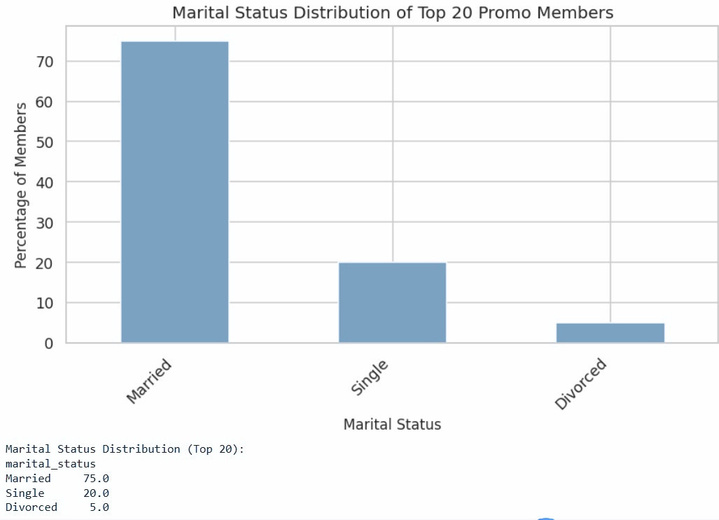 Marital Status Distribution of Top 20 Promo Members
Percentage of Members
70
60
50
40
30
20
10
0
Married
Single
Divorced
Marital Status
Marital Status Distribution (Top 20):
marital_status
Married 75.0
Single 20.0
Divorced 5.0